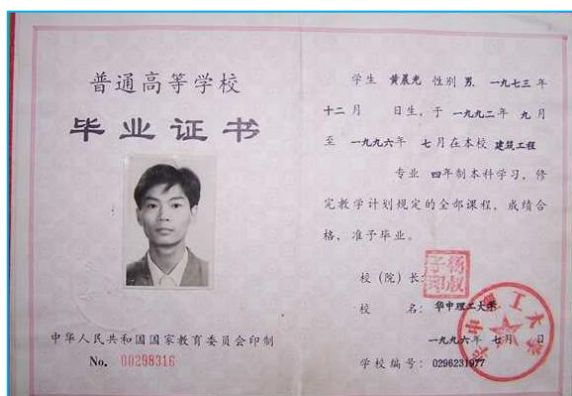 普通高等学校
毕业证书
中华人民共和国国家教育委员会印制
No. 00298316
学生 黄晨光 性别 男, 一九七三年
十二月 日生, 于 一九九二年 九月
至 一九九六年 七月在本校 建筑工程
专业 四年制本科学习, 修
完教学计划规定的全部课程, 成绩合
格, 准予毕业。
校(院)长:
杨叔子印
校 名: 华中理工大学
一九九六年 七月 日
学校编号: 0296231977